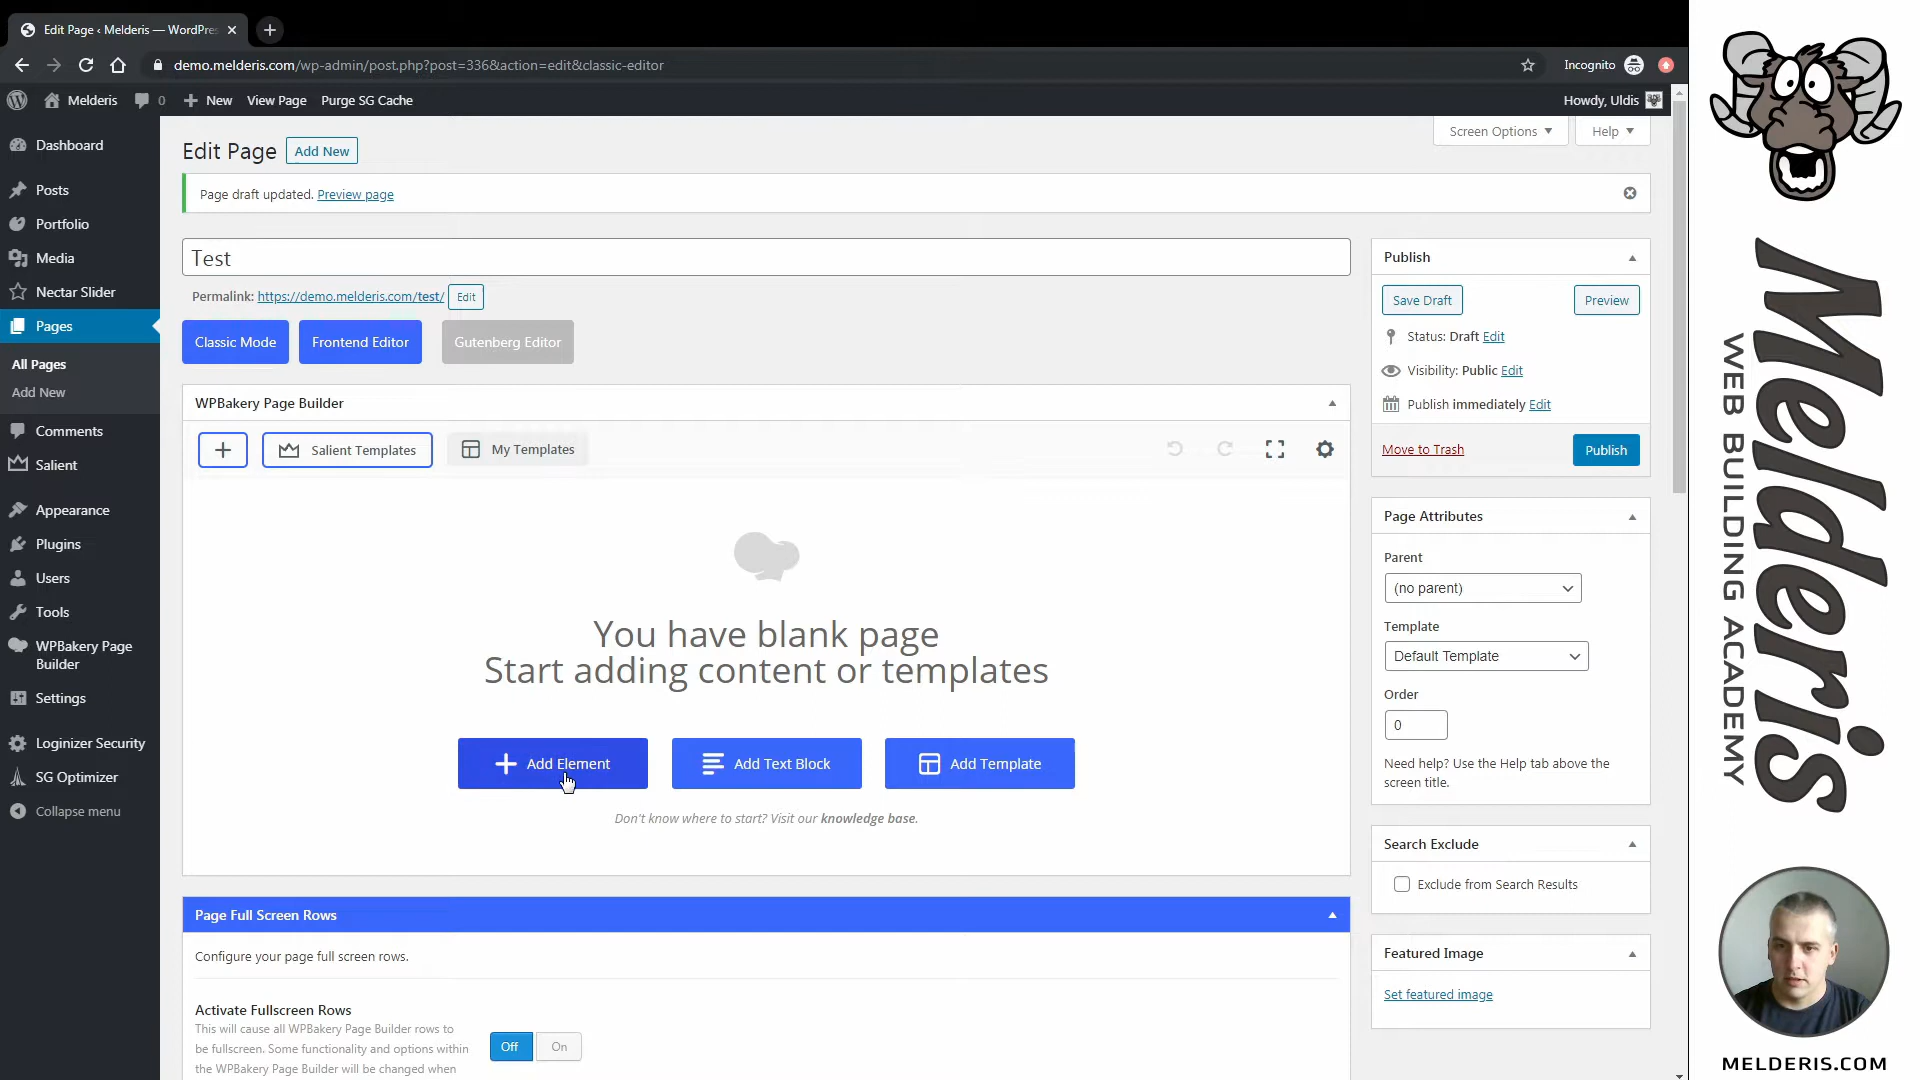 Edit Page ‹ Melderis — WordPres
demo.melderis.com/wp-admin/post.php?post=336&action=edit&classic-editor
Incognito
Melderis
0
New
View Page
Purge SG Cache
Howdy, Uldis
Dashboard
Posts
Portfolio
Media
Nectar Slider
Pages
All Pages
Add New
Comments
Salient
Appearance
Plugins
Users
Tools
WPBakery Page
Builder
Settings
Loginizer Security
SG Optimizer
Collapse menu
Screen Options
Help
Edit Page
Add New
Page draft updated. Preview page
Test
Permalink: https://demo.melderis.com/test/ Edit
Classic Mode
Frontend Editor
Gutenberg Editor
WPBakery Page Builder
Salient Templates
My Templates
You have blank page
Start adding content or templates
Add Element
Add Text Block
Add Template
Don't know where to start? Visit our knowledge base.
Page Full Screen Rows
Configure your page full screen rows.
Activate Fullscreen Rows
This will cause all WPBakery Page Builder rows to
be fullscreen. Some functionality and options within
the WPBakery Page Builder will be changed when
Off
On
Publish
Save Draft
Preview
Status: Draft Edit
Visibility: Public Edit
Publish immediately Edit
Move to Trash
Publish
Page Attributes
Parent
(no parent)
Template
Default Template
Order
0
Need help? Use the Help tab above the
screen title.
Search Exclude
Exclude from Search Results
Featured Image
Set featured image
Melderis
WEB BUILDING ACADEMY
MELDERIS.COM